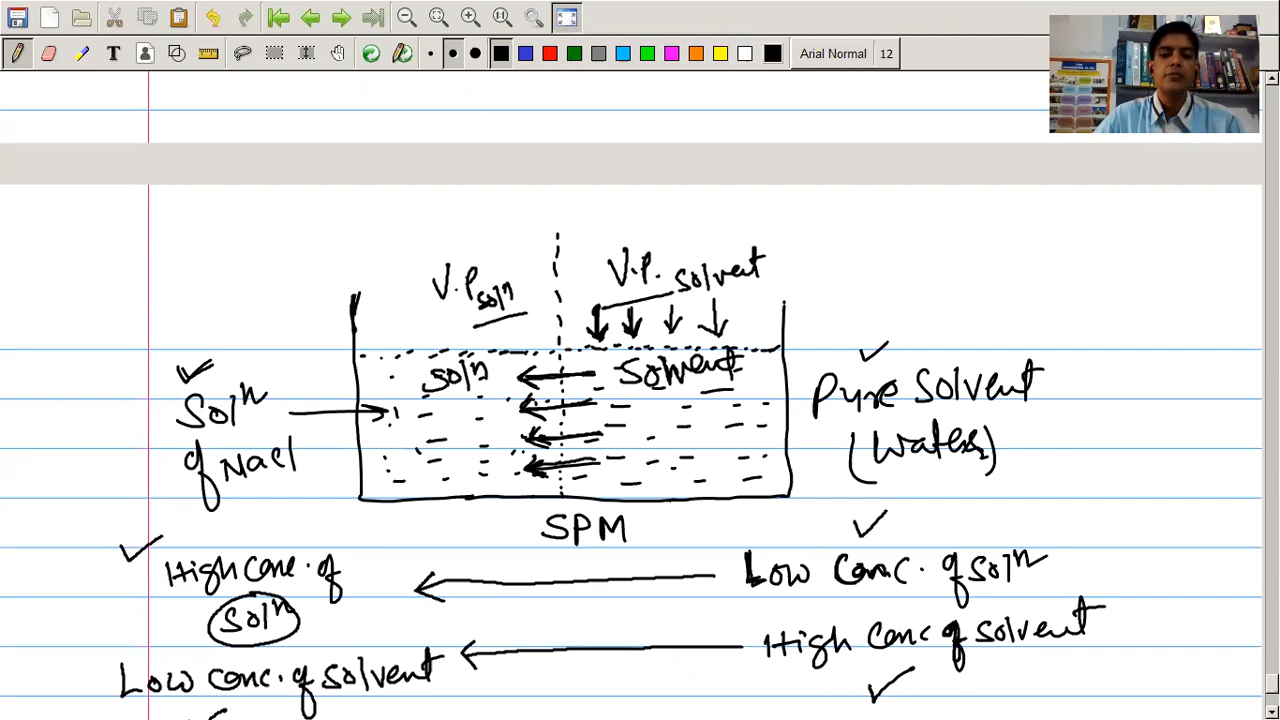 Arial Normal 12
V.P. soln
V.P. solvent
soln
Solvent
Soln
of NaCl
Pure Solvent
(Water)
SPM
High conc. of
soln
Low conc. of soln
High conc of solvent
Low conc. of solvent